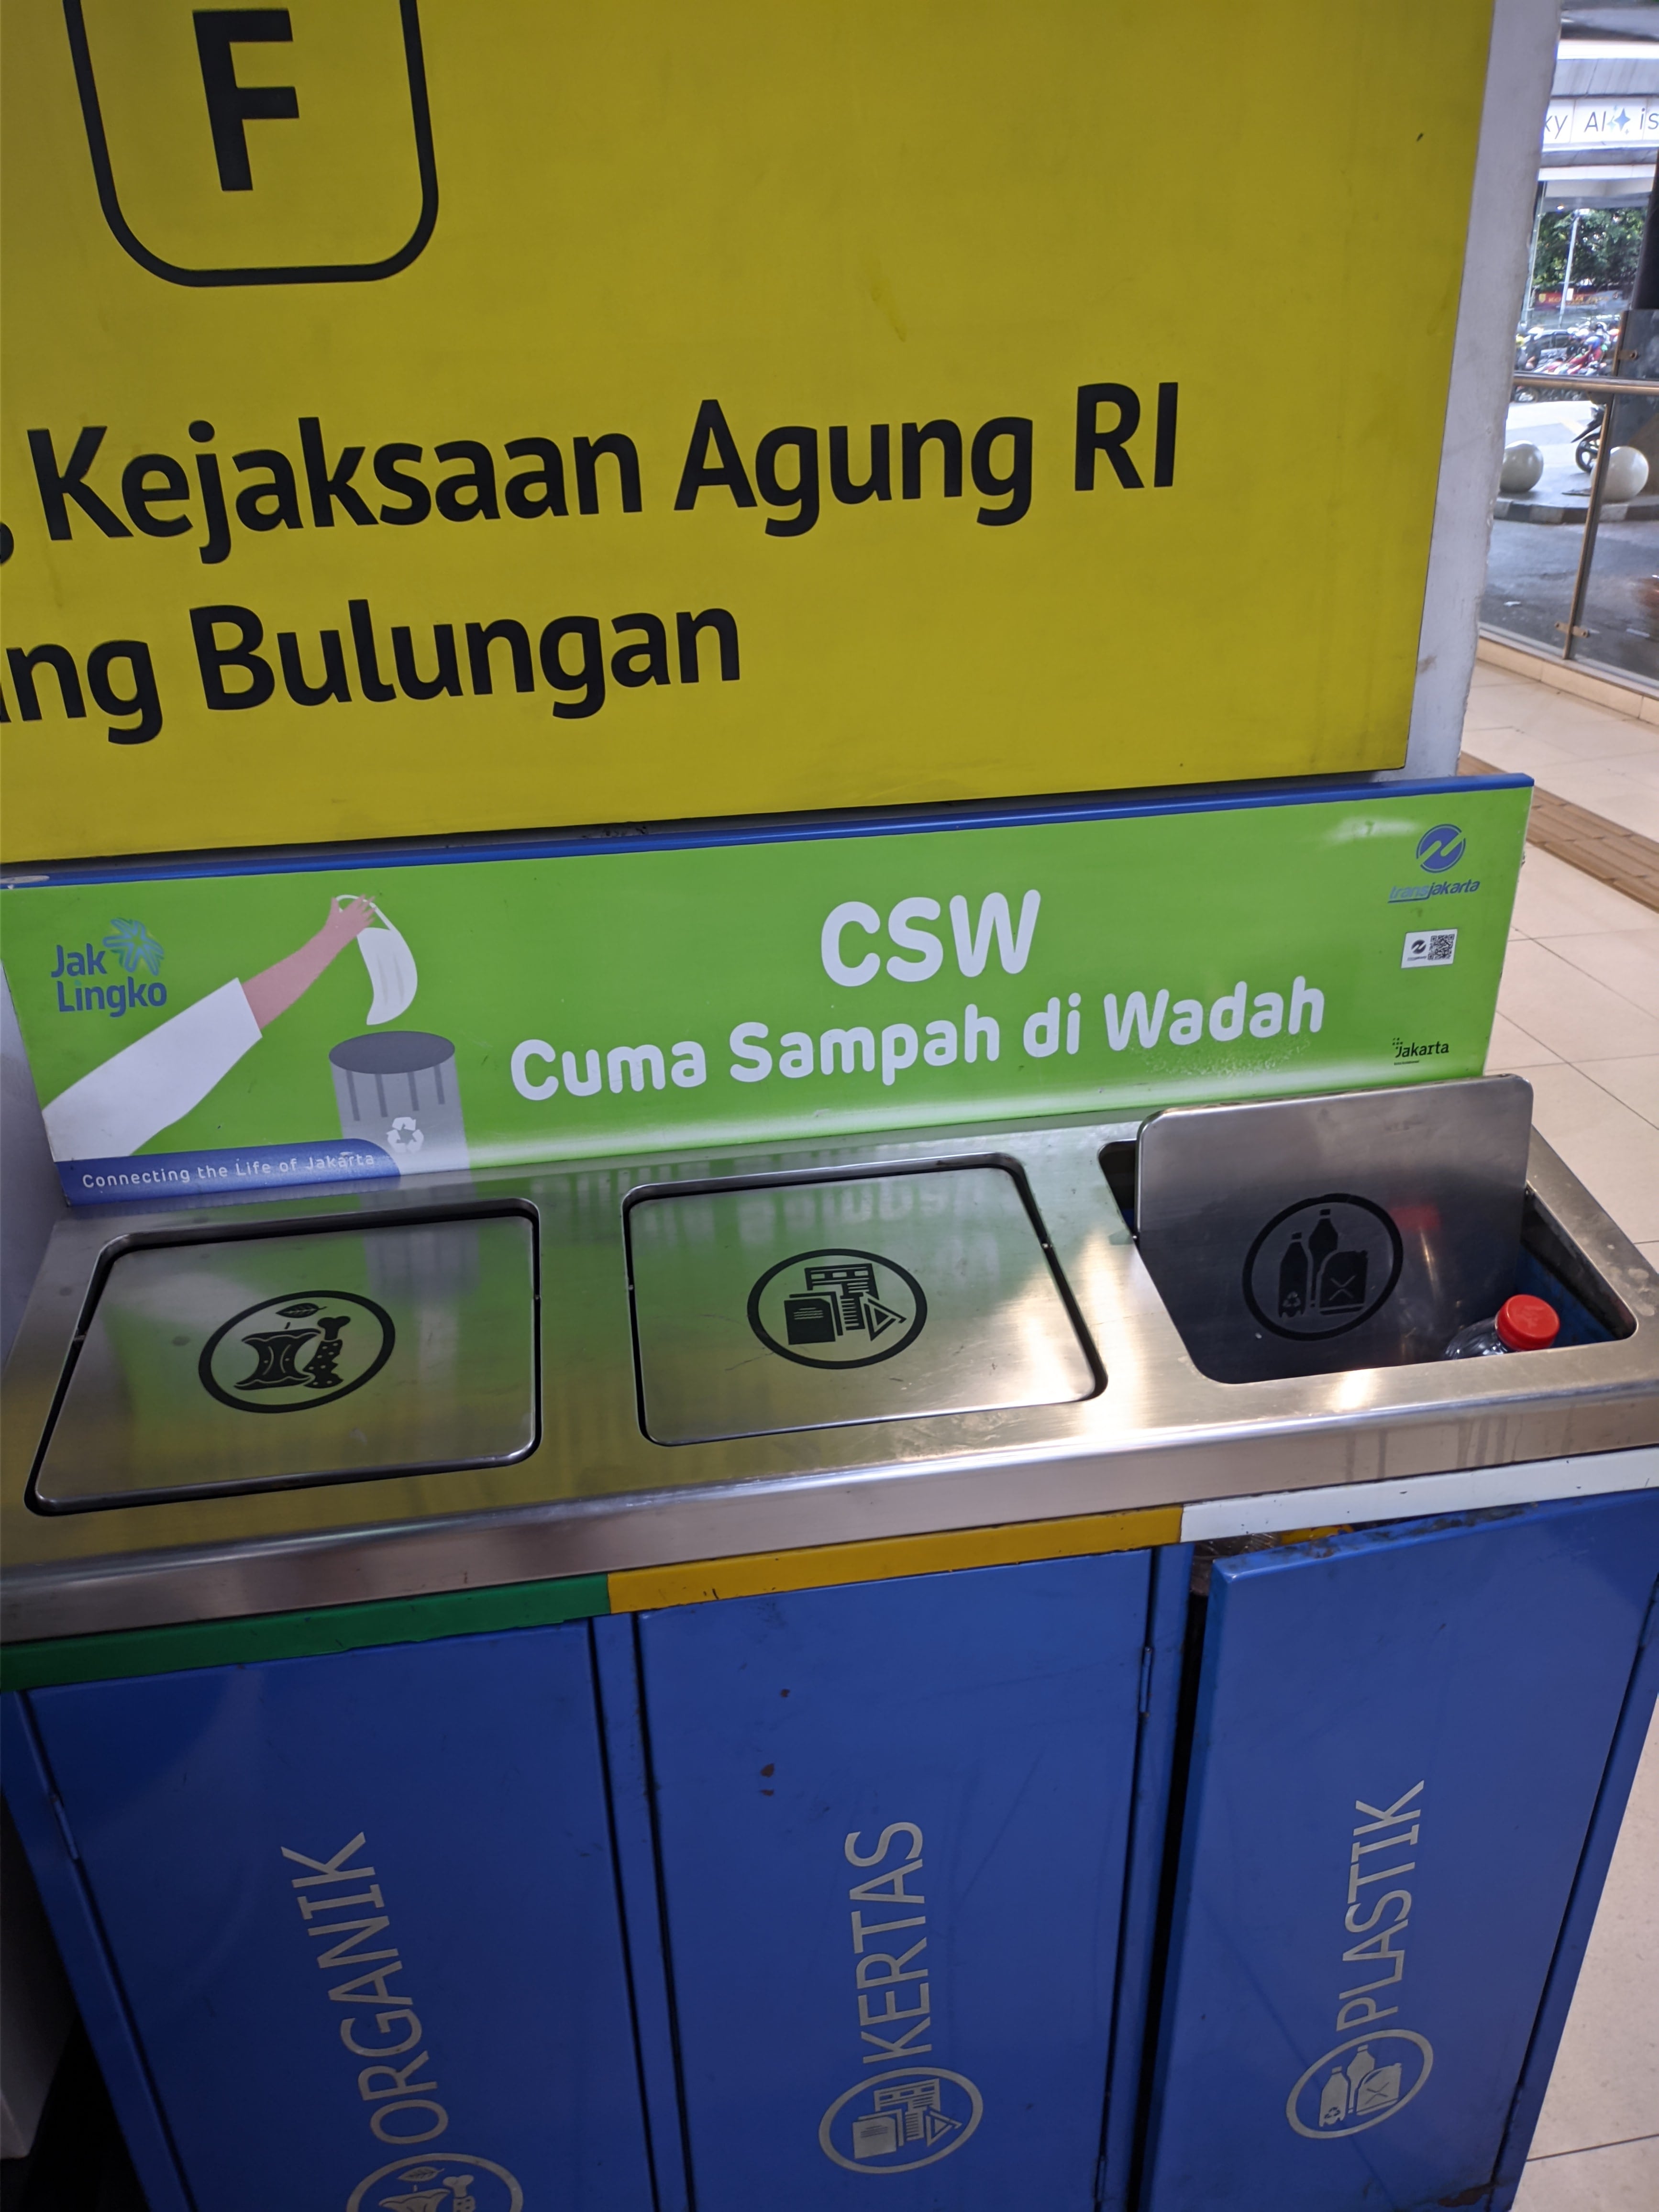 F
Kejaksaan Agung RI
Bulungan
Jak
Lingko
CSW
Cuma Sampah di Wadah
transjakarta
Jakarta
Connecting the Life of Jakarta
ORGANIK
KERTAS
PLASTIK
AI